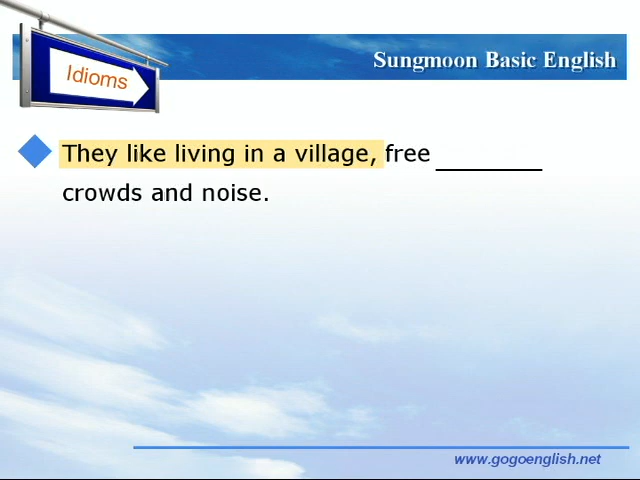 Idioms
Sungmoon Basic English
They like living in a village, free ________
crowds and noise.
www.gogoenglish.net